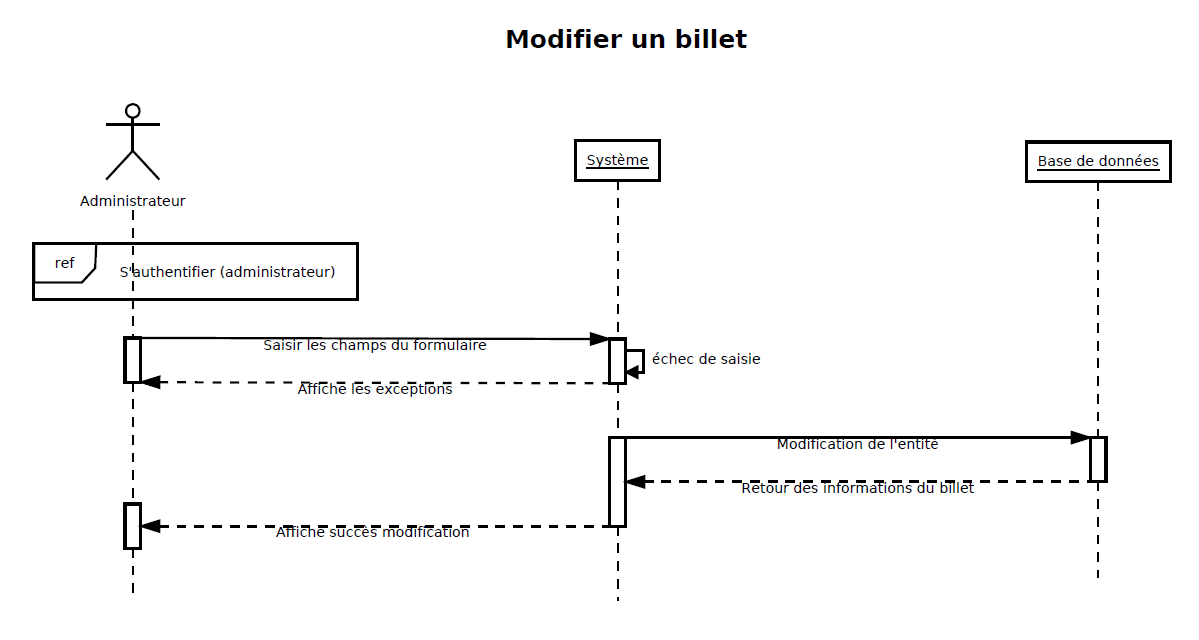 Modifier un billet
Système
Base de données
Administrateur
ref
S'authentifier (administrateur)
Saisir les champs du formulaire
échec de saisie
Affiche les exceptions
Modification de l'entité
Retour des informations du billet
Affiche succès modification